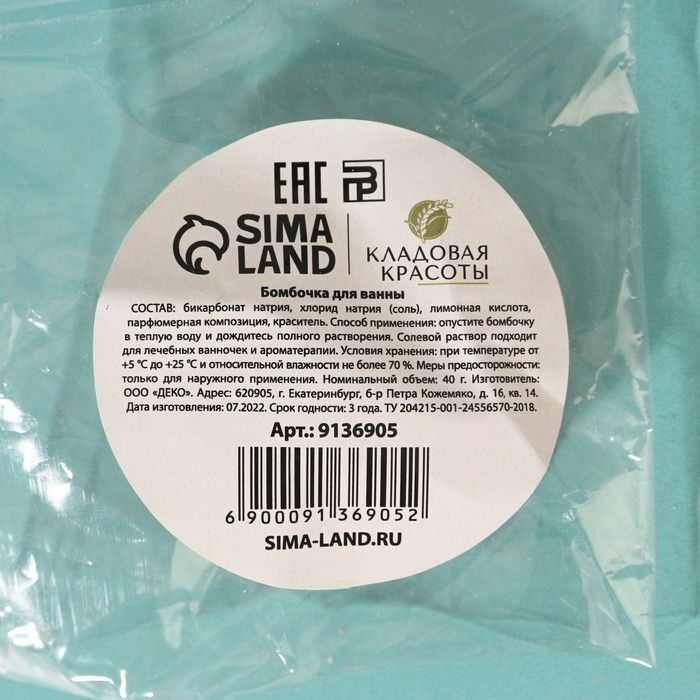 EAC
SIMA LAND
КЛАДОВАЯ КРАСОТЫ
Бомбочка для ванны
СОСТАВ: бикарбонат натрия, хлорид натрия (соль), лимонная кислота,
парфюмерная композиция, краситель. Способ применения: опустите бомбочку
в теплую воду и дождитесь полного растворения. Солевой раствор подходит
для лечебных ванночек и ароматерапии. Условия хранения: при температуре от
+5 °С до +25 °С и относительной влажности не более 70 %. Меры предосторожности:
только для наружного применения. Номинальный объем: 40 г. Изготовитель:
ООО «ДЕКО». Адрес: 620905, г. Екатеринбург, б-р Петра Кожемяко, д. 16, кв. 14.
Дата изготовления: 07.2022. Срок годности: 3 года. ТУ 204215-001-24556570-2018.
Арт.: 9136905
6 900091 369052
SIMA-LAND.RU